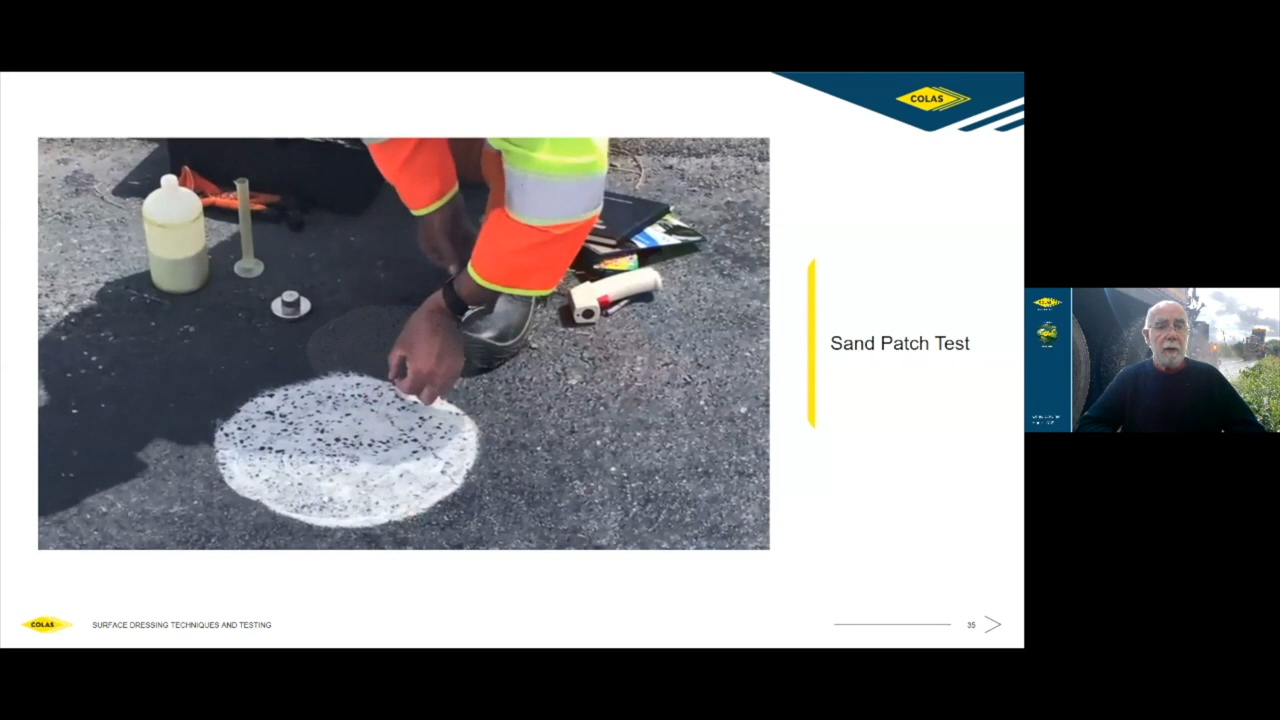 COLAS
Sand Patch Test
COLAS
SURFACE DRESSING TECHNIQUES AND TESTING
35